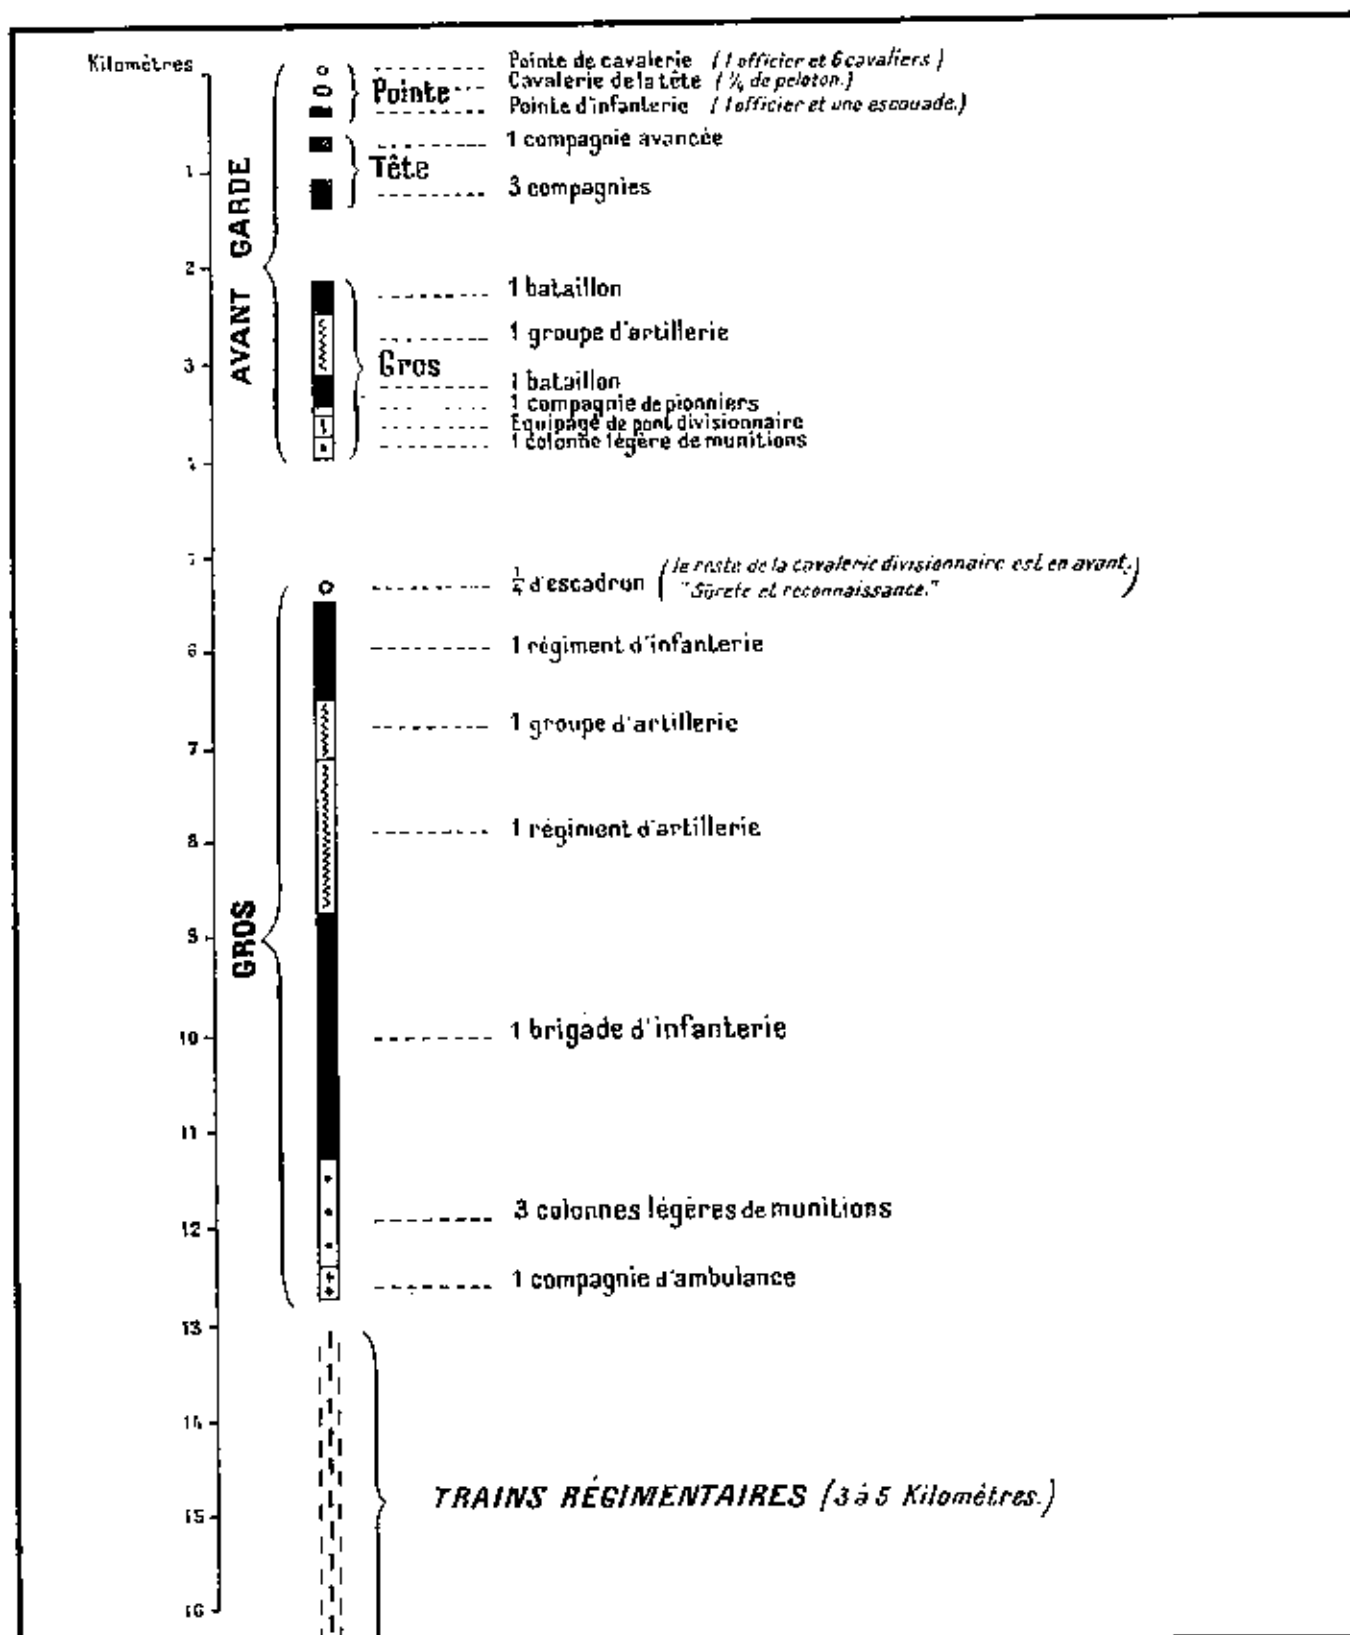 Kilomètres
Pointe de cavalerie (1 officier et 6 cavaliers)
Cavalerie de la tête (¼ de peloton.)
Pointe
Pointe d'infanterie (1 officier et une escouade.)
1 compagnie avancée
Tête
1
3 compagnies
AVANT GARDE
2
1 bataillon
1 groupe d'artillerie
3
Gros
1 bataillon
1 compagnie de pionniers
Equipage de pont divisionnaire
1 colonne légère de munitions
4
5
¼ d'escadron (le reste de la cavalerie divisionnaire est en avant.
"Sûreté et reconnaissance.")
6
1 régiment d'infanterie
1 groupe d'artillerie
7
1 régiment d'artillerie
8
GROS
9
10
1 brigade d'infanterie
11
3 colonnes légères de munitions
12
1 compagnie d'ambulance
13
14
TRAINS RÉGIMENTAIRES (3 à 5 Kilomètres.)
15
16